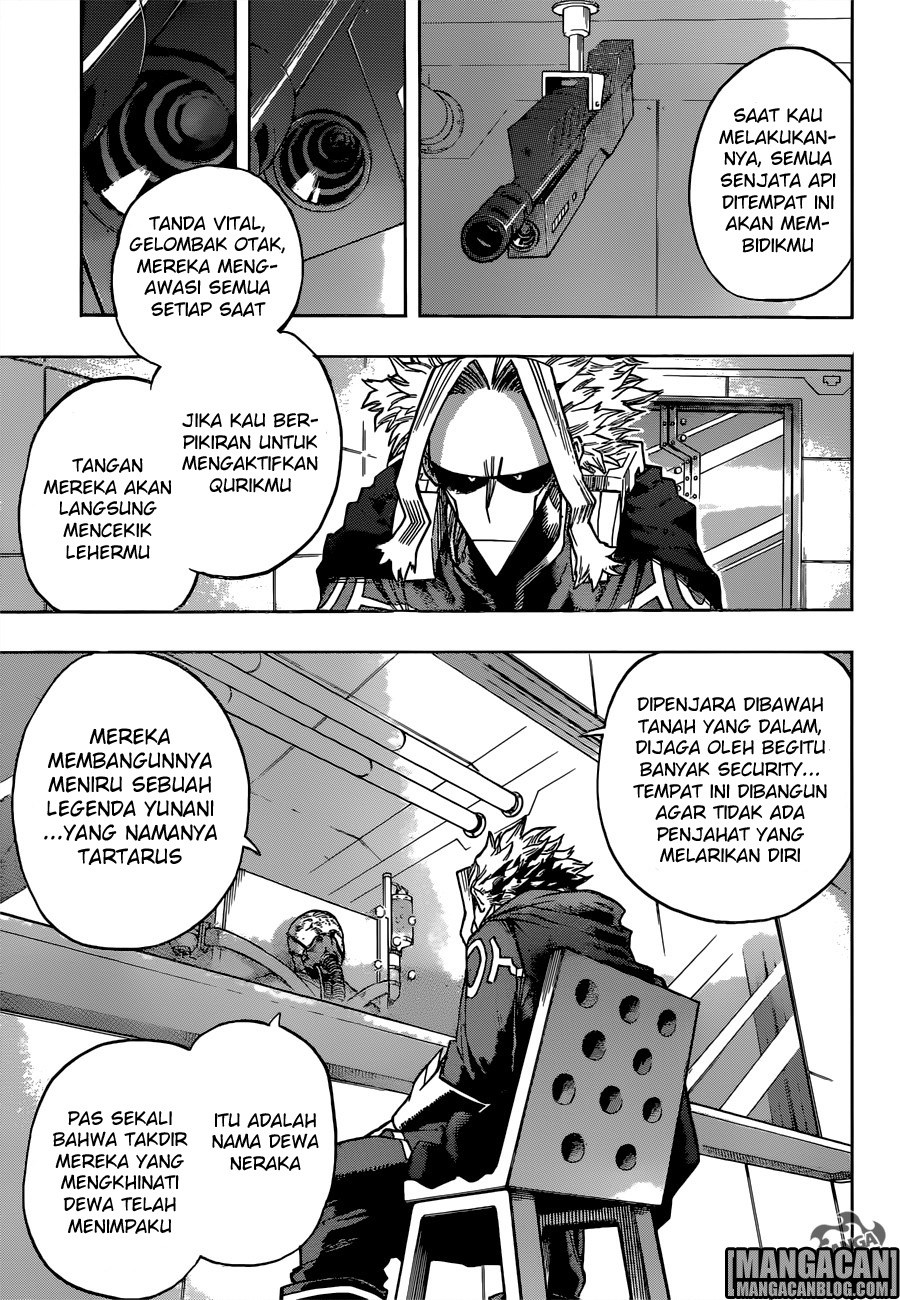 SAAT KAU
MELAKUKAN-
NYA, SEMUA
SENJATA API
DITEMPAT INI
AKAN MEM-
BIDIKMU
TANDA VITAL,
GELOMBAK OTAK,
MEREKA MENG-
AWASI SEMUA
SETIAP SAAT
JIKA KAU BER-
PIKIRAN UNTUK
MENGAKTIFKAN
QURIKMU
TANGAN
MEREKA AKAN
LANGSUNG
MENCEKIK
LEHERMU
DIPENJARA DIBAWAH
TANAH YANG DALAM,
DIJAGA OLEH BEGITU
BANYAK SECURITY...
TEMPAT INI DIBANGUN
AGAR TIDAK ADA
PENJAHAT YANG
MELARIKAN DIRI
MEREKA
MEMBANGUNNYA
MENIRU SEBUAH
LEGENDA YUNANI
...YANG NAMANYA
TARTARUS
ITU ADALAH
NAMA DEWA
NERAKA
PAS SEKALI
BAHWA TAKDIR
MEREKA YANG
MENGKHINATI
DEWA TELAH
MENIMPAKU
[MANGACAN]
MANGACANBLOG.COM